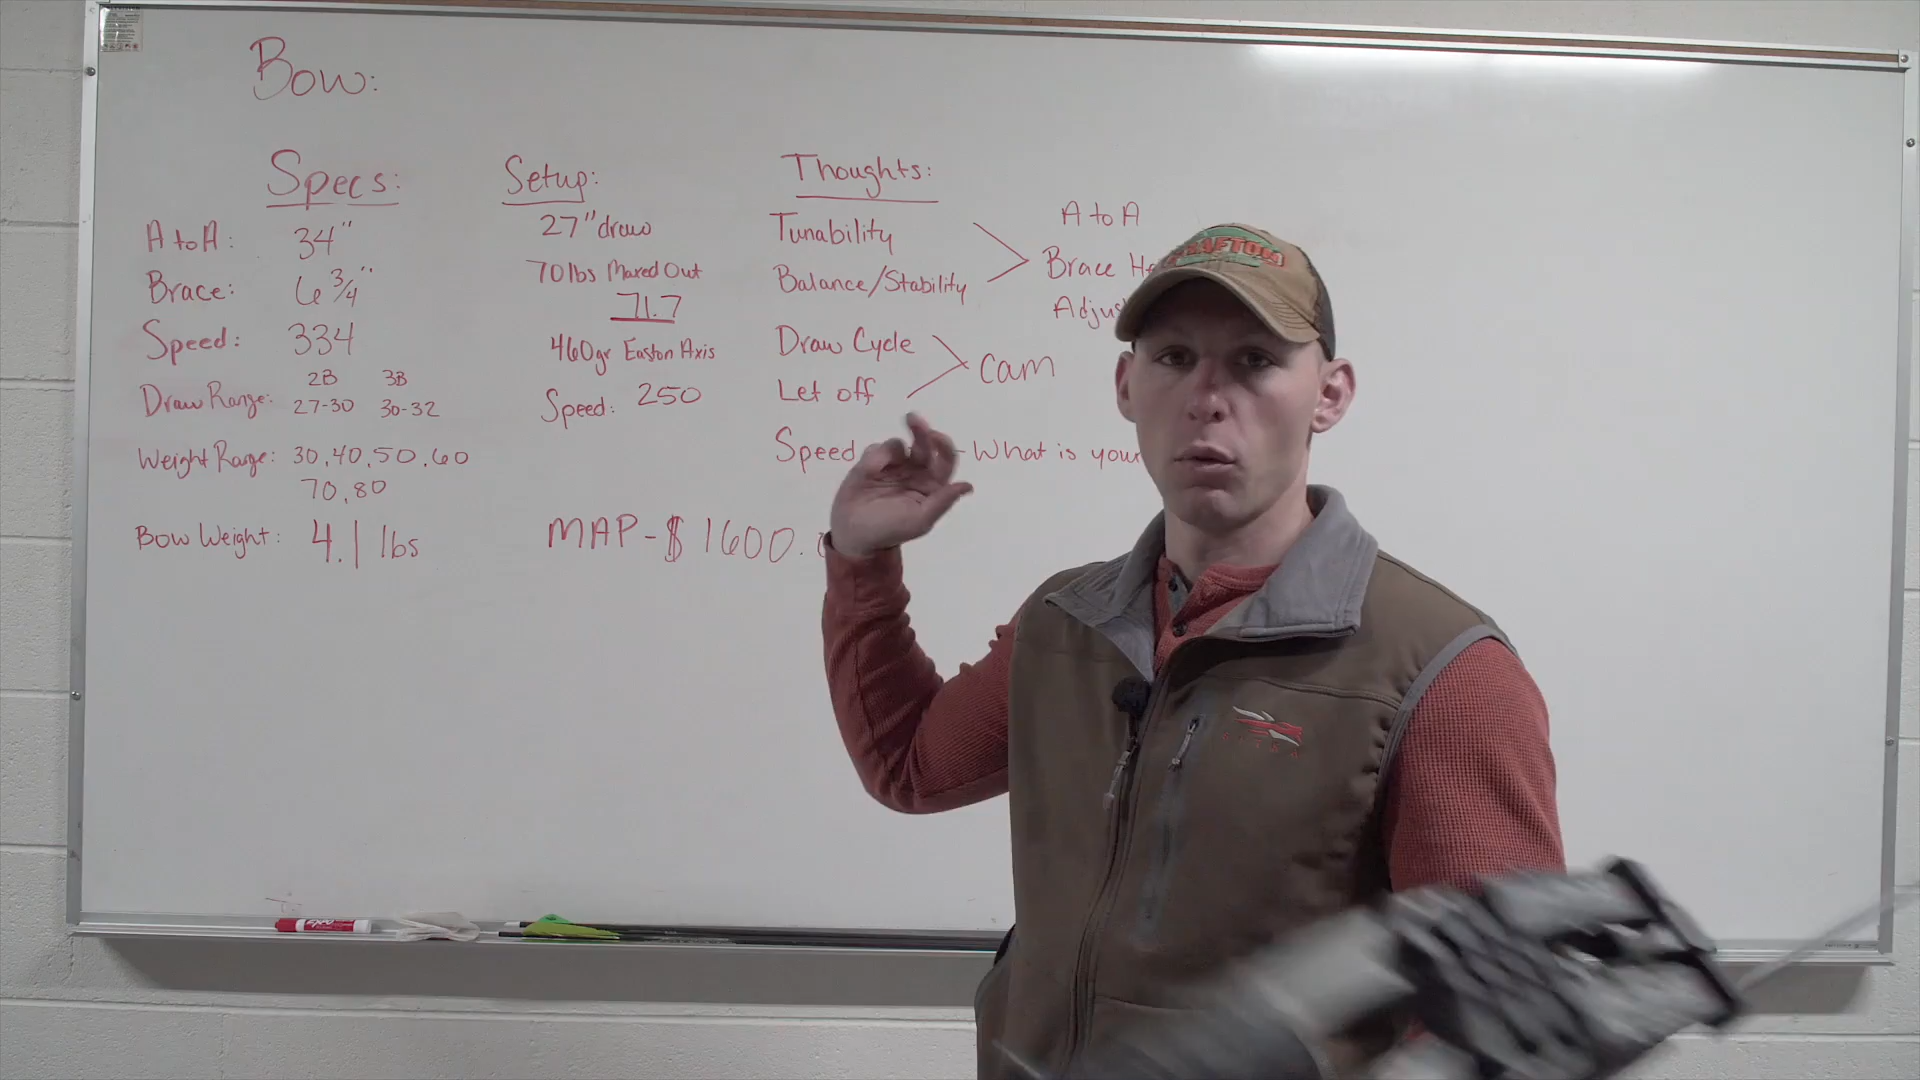 Bow:
Specs:
A to A: 34"
Brace: 6 3/4"
Speed: 334
2B 3B
Draw Range: 27-30 30-32
Weight Range: 30,40,50,60
70,80
Bow Weight: 4.1 lbs
Setup:
27" draw
70lbs Maxed Out
71.7
460gr Easton Axis
Speed: 250
MAP-$1600.
Thoughts:
Tunability
Balance/Stability
A to A
Brace
Draw Cycle
Let off
Cam
Speed - What is your
SITKA
EXPO